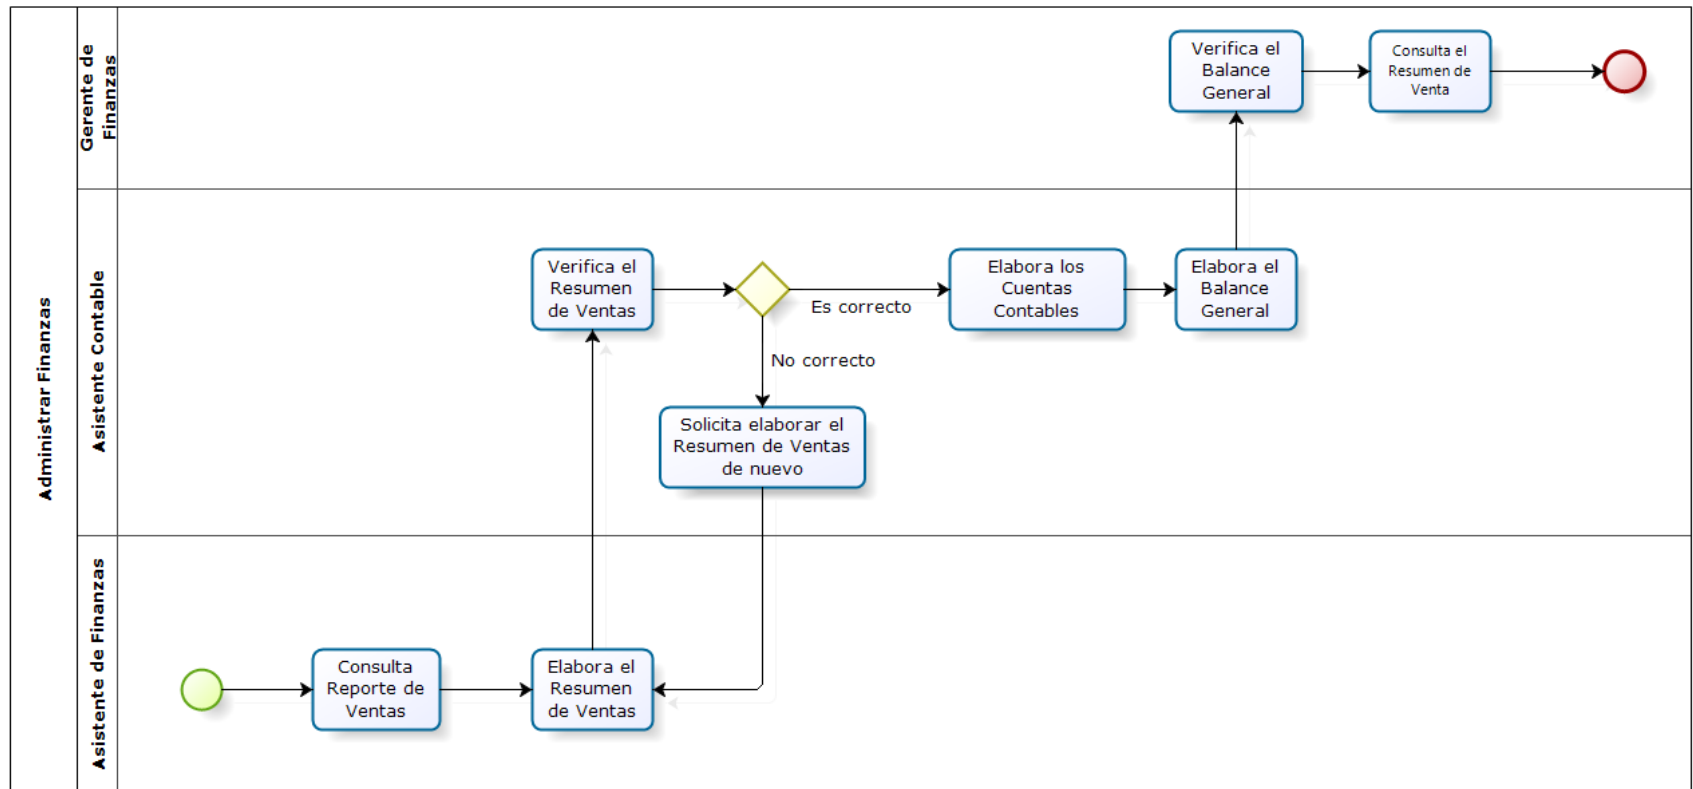 Administrar Finanzas
Gerente de
Finanzas
Verifica el
Balance
General
Consulta el
Resumen de
Venta
Asistente Contable
Verifica el
Resumen
de Ventas
Es correcto
No correcto
Elabora los
Cuentas
Contables
Elabora el
Balance
General
Solicita elaborar el
Resumen de Ventas
de nuevo
Asistente de Finanzas
Consulta
Reporte de
Ventas
Elabora el
Resumen
de Ventas